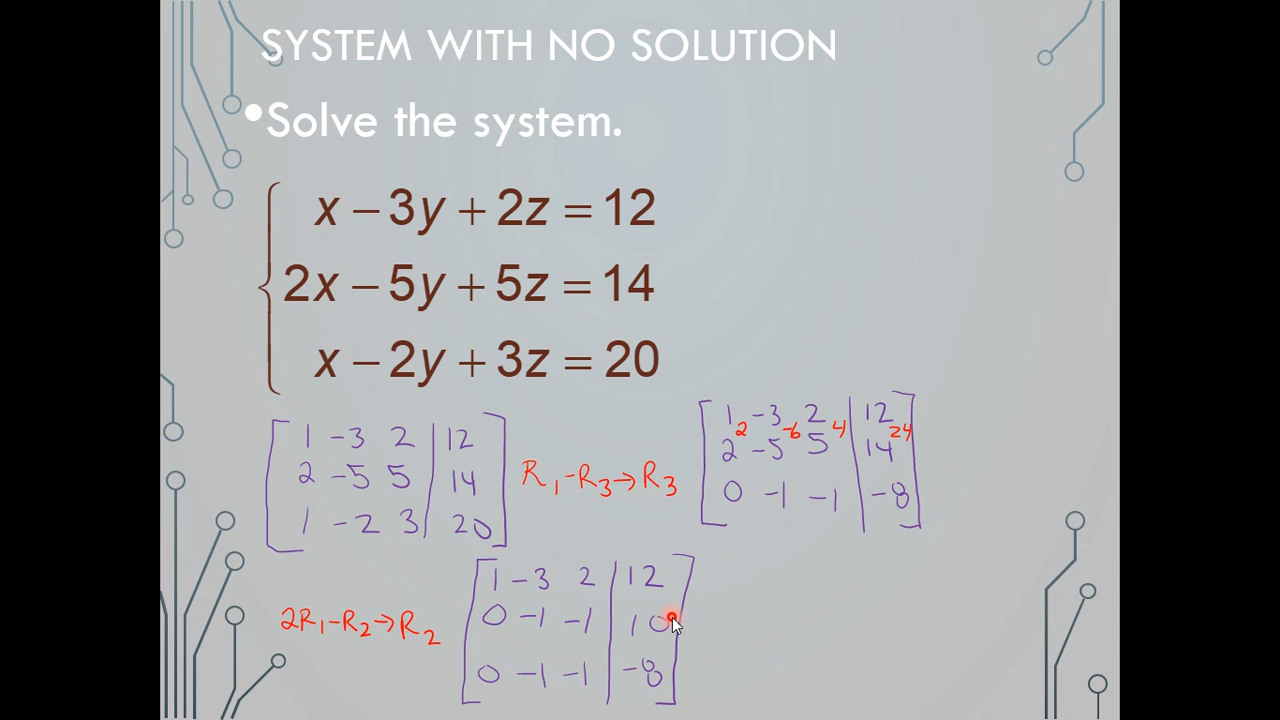 SYSTEM WITH NO SOLUTION
•Solve the system.
x − 3y + 2z = 12
2x − 5y + 5z = 14
x − 2y + 3z = 20
1 -3 2 | 12
2 -5 5 | 14
1 -2 3 | 20
R1-R3→R3
1 -3 2 | 12
2 -6 4 24
2 -5 5 | 14
0 -1 -1 | -8
2R1-R2→R2
1 -3 2 | 12
0 -1 -1 | 10
0 -1 -1 | -8